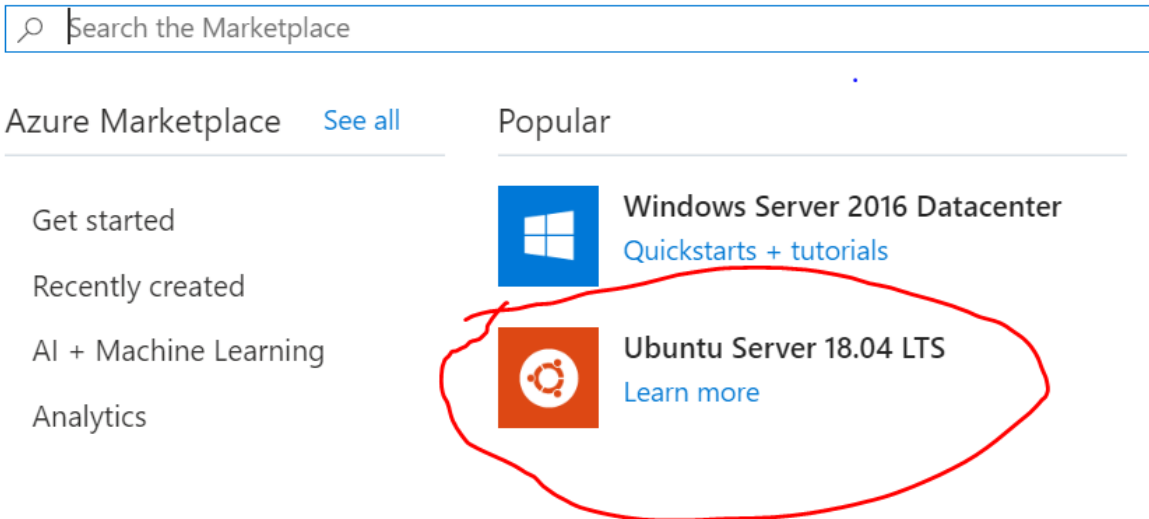 Search the Marketplace
Azure Marketplace See all
Get started
Recently created
AI + Machine Learning
Analytics
Popular
Windows Server 2016 Datacenter
Quickstarts + tutorials
Ubuntu Server 18.04 LTS
Learn more